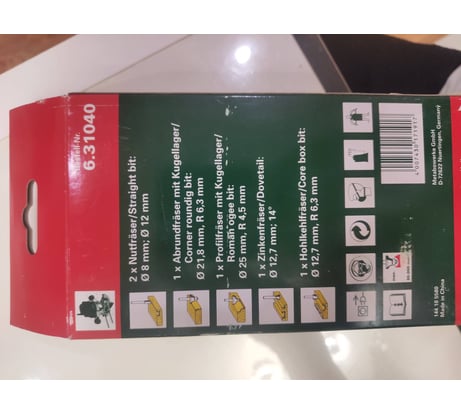 Bestell-Nr.
6.31040
2 x Nutfräser/Straight bit:
Ø 8 mm; Ø 12 mm
1 x Abrundfräser mit Kugellager/
Corner roundig bit:
Ø 21,8 mm, R 6,3 mm
1 x Profilfräser mit Kugellager/
Roman ogee bit:
Ø 25 mm, R 4,5 mm
1 x Zinkenfräser/Dovetail:
Ø 12,7 mm; 14°
1 x Hohlkehlfräser/Core box bit:
Ø 12,7 mm, R 6,3 mm
Metabowerke GmbH
D-72622 Nuertingen, Germany
Made in China